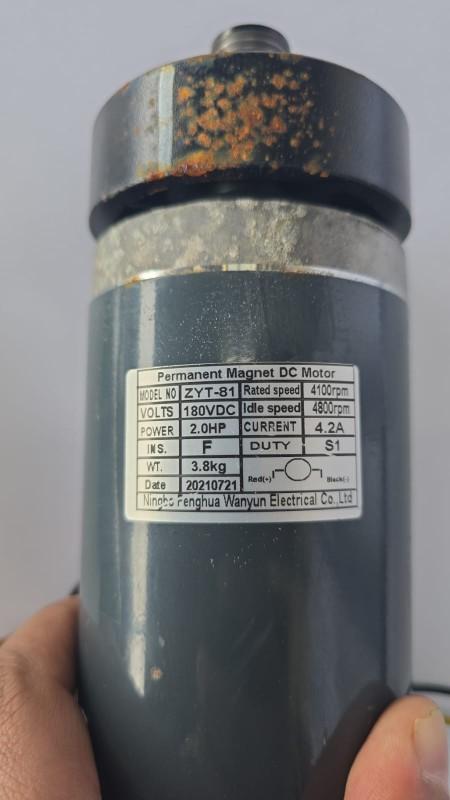 Permanent Magnet DC Motor
MODEL NO ZYT-81 Rated speed 4100rpm
VOLTS 180VDC Idle speed 4800rpm
POWER 2.0HP CURRENT 4.2A
INS. F DUTY S1
WT. 3.8kg
Red(+) Black(-)
Date 20210721
Ningbo Fenghua Wanyun Electrical Co.,Ltd